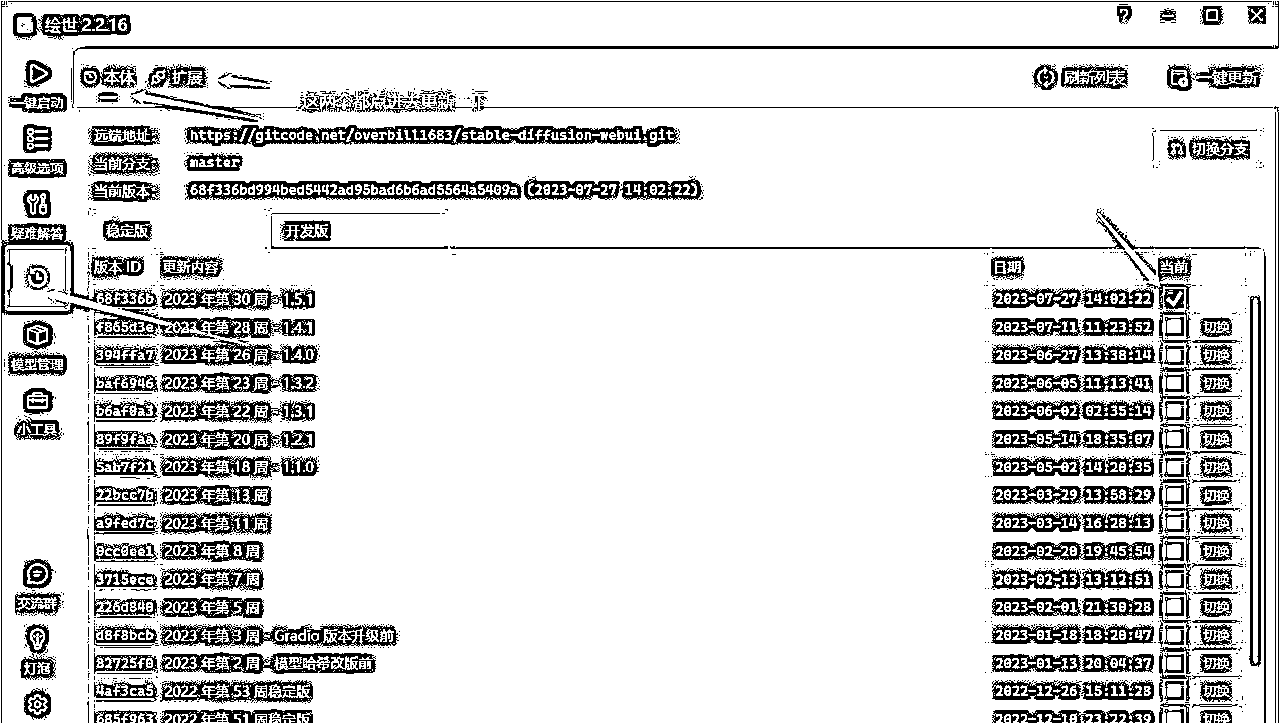 绘世 2.2.16
一键启动
高级选项
疑难解答
模型管理
小工具
交流群
灯泡
本体 扩展
刷新列表 一键更新
这两个都点进去更新一下
远端地址: https://gitcode.net/overbill1683/stable-diffusion-webui.git
当前分支: master
切换分支
当前版本: 68f336bd994bed5442ad95bad6b6ad5564a5409a (2023-07-27 14:02:22)
稳定版 开发版
版本 ID 更新内容 日期 当前
68f336b 2023 年第 30 周 - 1.5.1 2023-07-27 14:02:22
f865d3e 2023 年第 28 周 - 1.4.1 2023-07-11 11:23:52 切换
394ffa7 2023 年第 26 周 - 1.4.0 2023-06-27 13:38:14 切换
baf6946 2023 年第 23 周 - 1.3.2 2023-06-05 11:13:41 切换
b6af0a3 2023 年第 22 周 - 1.3.1 2023-06-02 02:35:14 切换
89f9faa 2023 年第 20 周 - 1.2.1 2023-05-14 18:35:07 切换
5ab7f21 2023 年第 18 周 - 1.1.0 2023-05-02 14:20:35 切换
22bcc7b 2023 年第 13 周 2023-03-29 13:58:29 切换
a9fed7c 2023 年第 11 周 2023-03-14 16:28:13 切换
0cc0ee1 2023 年第 8 周 2023-02-20 19:45:54 切换
3715ece 2023 年第 7 周 2023-02-13 13:12:51 切换
226d840 2023 年第 5 周 2023-02-01 21:30:28 切换
d8f8bcb 2023 年第 3 周 - Gradio 版本升级前 2023-01-18 18:20:47 切换
82725f0 2023 年第 2 周 - 模型哈希改版前 2023-01-13 20:04:37 切换
4af3ca5 2022 年第 53 周稳定版 2022-12-26 15:11:28 切换
685f963 2022 年第 51 周稳定版 2022-12-18 23:22:39 切换